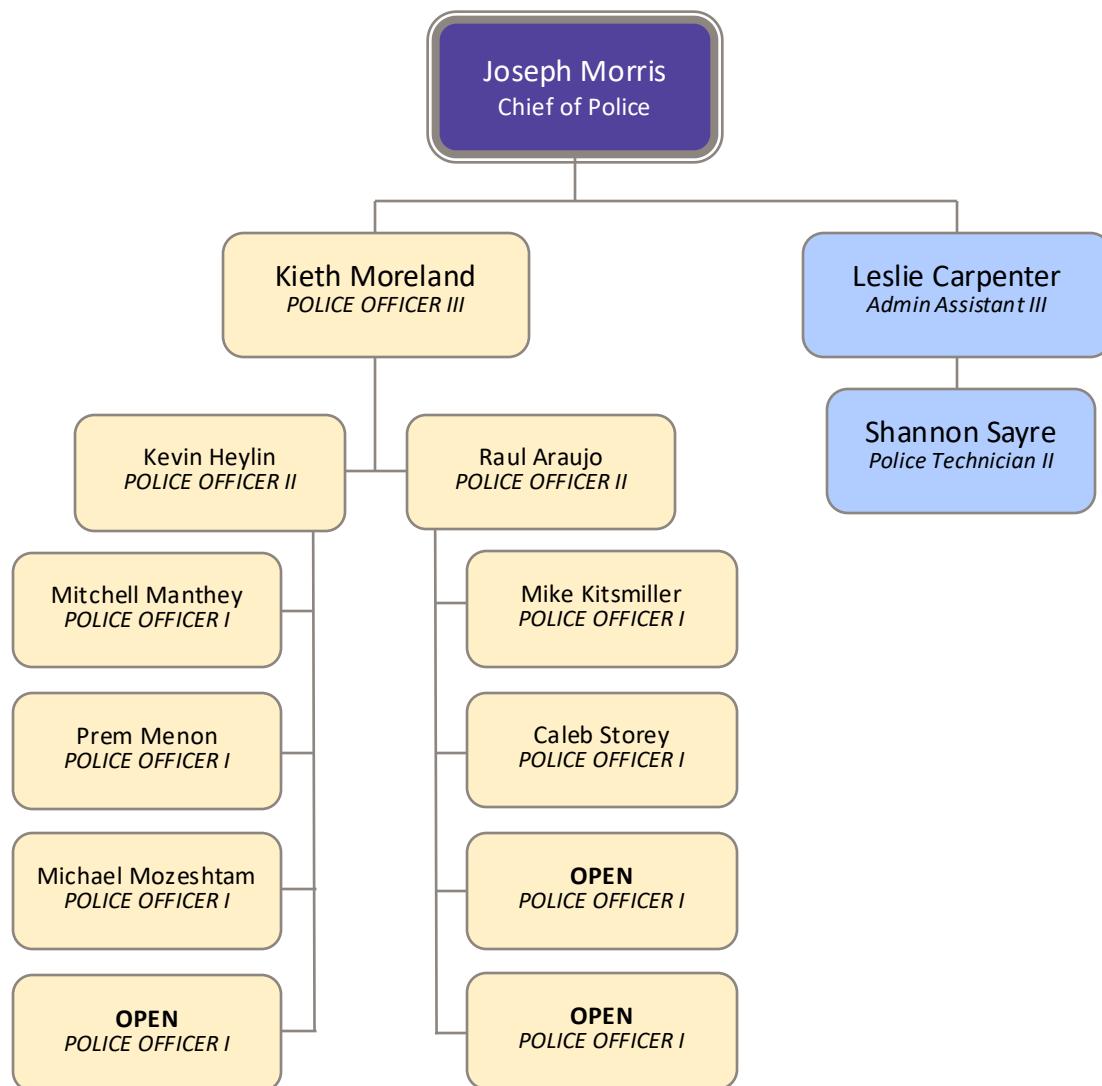 Joseph Morris
Chief of Police
Kieth Moreland
POLICE OFFICER III
Leslie Carpenter
Admin Assistant III
Shannon Sayre
Police Technician II
Kevin Heylin
POLICE OFFICER II
Raul Araujo
POLICE OFFICER II
Mitchell Manthey
POLICE OFFICER I
Mike Kitsmiller
POLICE OFFICER I
Prem Menon
POLICE OFFICER I
Caleb Storey
POLICE OFFICER I
Michael Mozeshtam
POLICE OFFICER I
OPEN
POLICE OFFICER I
OPEN
POLICE OFFICER I
OPEN
POLICE OFFICER I